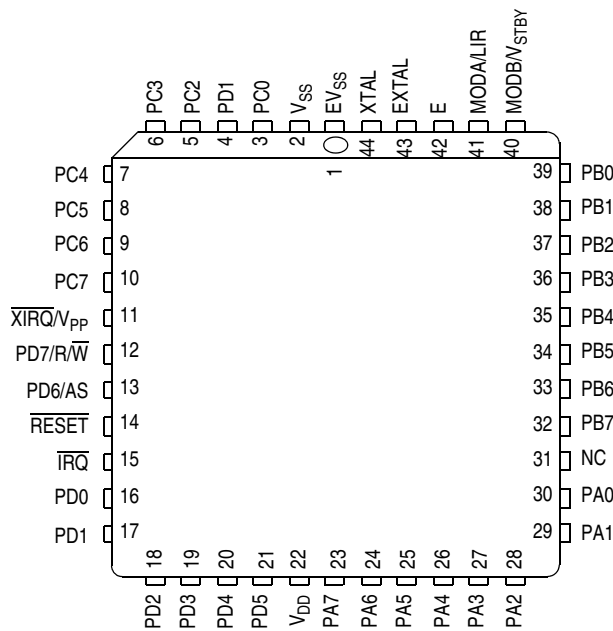 PC3
PC2
PD1
PC0
VSS
EVSS
XTAL
EXTAL
E
MODA/LIR
MODB/VSTBY
6
5
4
3
2
1
44
43
42
41
40
PC4 7
PC5 8
PC6 9
PC7 10
XIRQ/VPP 11
PD7/R/W 12
PD6/AS 13
RESET 14
IRQ 15
PD0 16
PD1 17
39 PB0
38 PB1
37 PB2
36 PB3
35 PB4
34 PB5
33 PB6
32 PB7
31 NC
30 PA0
29 PA1
18
19
20
21
22
23
24
25
26
27
28
PD2
PD3
PD4
PD5
VDD
PA7
PA6
PA5
PA4
PA3
PA2